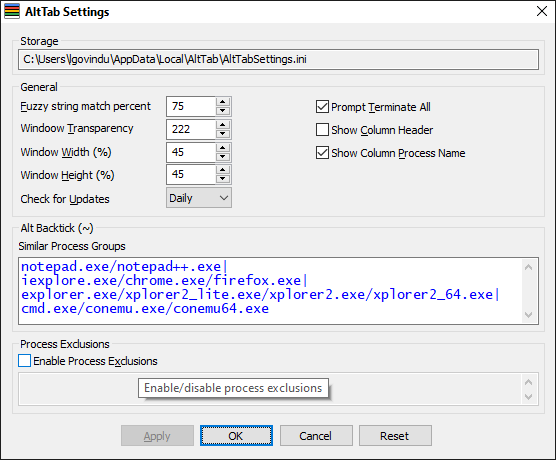 AltTab Settings
Storage
C:\Users\lgovindu\AppData\Local\AltTab\AltTabSettings.ini
General
Fuzzy string match percent 75 Prompt Terminate All
Windoow Transparency 222 Show Column Header
Window Width (%) 45 Show Column Process Name
Window Height (%) 45
Check for Updates Daily
Alt Backtick (~)
Similar Process Groups
notepad.exe/notepad++.exe|
iexplore.exe/chrome.exe/firefox.exe|
explorer.exe/xplorer2_lite.exe/xplorer2.exe/xplorer2_64.exe|
cmd.exe/conemu.exe/conemu64.exe
Process Exclusions
Enable Process Exclusions
Enable/disable process exclusions
Apply OK Cancel Reset